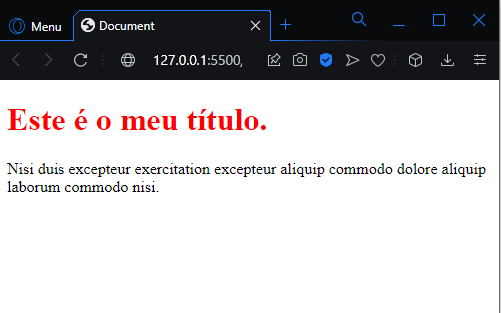 Menu
Document
127.0.0.1:5500,
Este é o meu título.
Nisi duis excepteur exercitation excepteur aliquip commodo dolore aliquip
laborum commodo nisi.